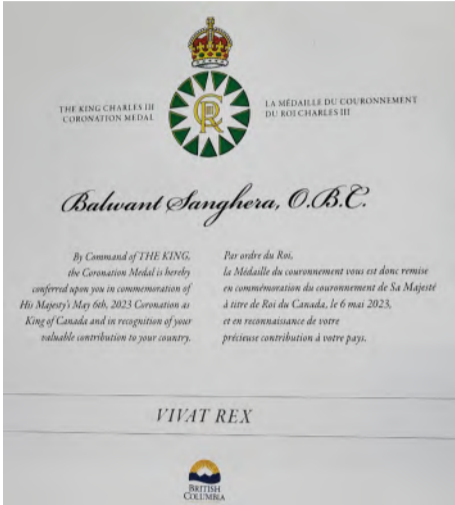 THE KING CHARLES III
CORONATION MEDAL
LA MÉDAILLE DU COURONNEMENT
DU ROI CHARLES III
Balwant Sanghera, O.B.C.
By Command of THE KING,
the Coronation Medal is hereby
conferred upon you in commemoration of
His Majesty's May 6th, 2023 Coronation as
King of Canada and in recognition of your
valuable contribution to your country.
Par ordre du Roi,
la Médaille du couronnement vous est donc remise
en commémoration du couronnement de Sa Majesté
à titre de Roi du Canada, le 6 mai 2023,
et en reconnaissance de votre
précieuse contribution à votre pays.
VIVAT REX
BRITISH
COLUMBIA